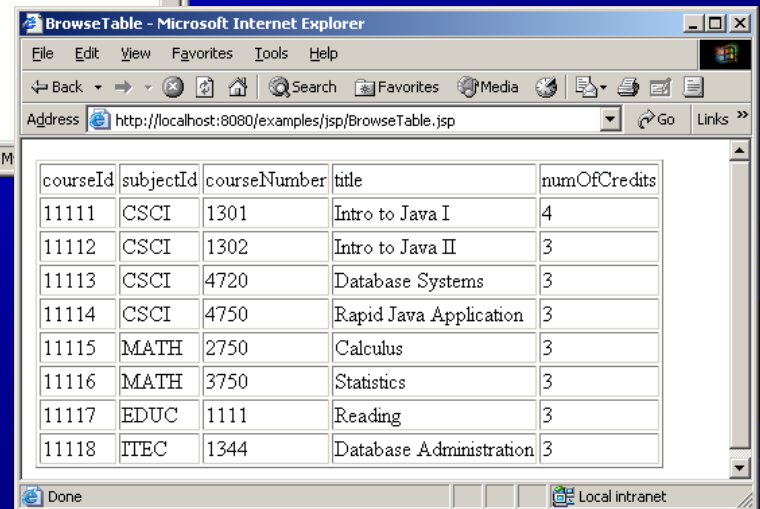 BrowseTable - Microsoft Internet Explorer
File Edit View Favorites Tools Help
Back Search Favorites Media
Address http://localhost:8080/examples/jsp/BrowseTable.jsp Go Links »
courseId subjectId courseNumber title numOfCredits
11111 CSCI 1301 Intro to Java I 4
11112 CSCI 1302 Intro to Java II 3
11113 CSCI 4720 Database Systems 3
11114 CSCI 4750 Rapid Java Application 3
11115 MATH 2750 Calculus 3
11116 MATH 3750 Statistics 3
11117 EDUC 1111 Reading 3
11118 ITEC 1344 Database Administration 3
Done Local intranet